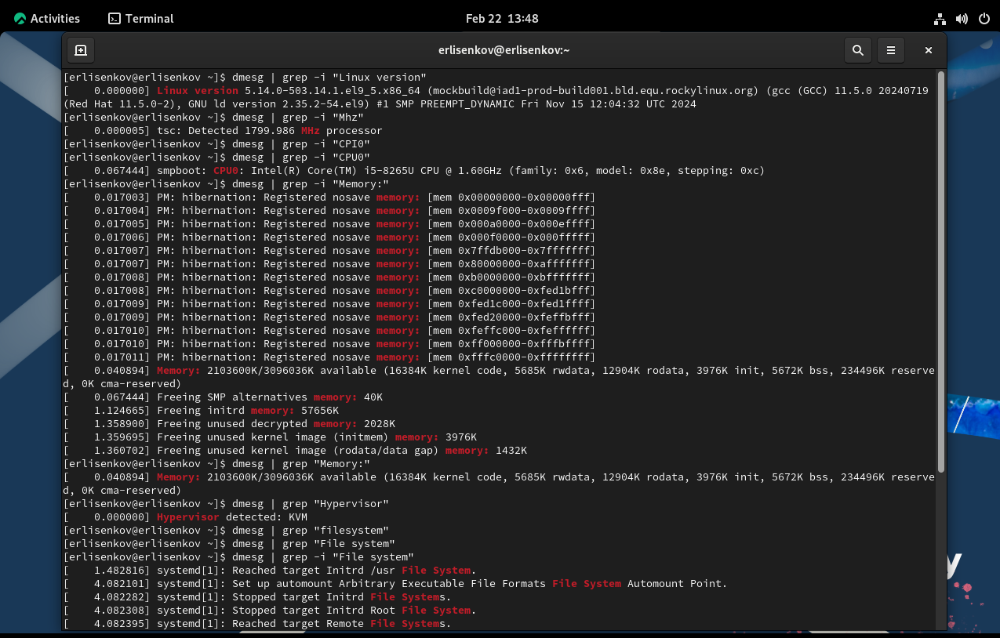 Activities Terminal Feb 22 13:48
erlisenkov@erlisenkov:~
[erlisenkov@erlisenkov ~]$ dmesg | grep -i "Linux version"
[    0.000000] Linux version 5.14.0-503.14.1.el9_5.x86_64 (mockbuild@iad1-prod-build001.bld.equ.rockylinux.org) (gcc (GCC) 11.5.0 20240719
(Red Hat 11.5.0-2), GNU ld version 2.35.2-54.el9) #1 SMP PREEMPT_DYNAMIC Fri Nov 15 12:04:32 UTC 2024
[erlisenkov@erlisenkov ~]$ dmesg | grep -i "Mhz"
[    0.000005] tsc: Detected 1799.986 MHz processor
[erlisenkov@erlisenkov ~]$ dmesg | grep -i "CPI0"
[erlisenkov@erlisenkov ~]$ dmesg | grep -i "CPU0"
[    0.067444] smpboot: CPU0: Intel(R) Core(TM) i5-8265U CPU @ 1.60GHz (family: 0x6, model: 0x8e, stepping: 0xc)
[erlisenkov@erlisenkov ~]$ dmesg | grep -i "Memory:"
[    0.017003] PM: hibernation: Registered nosave memory: [mem 0x00000000-0x00000fff]
[    0.017004] PM: hibernation: Registered nosave memory: [mem 0x0009f000-0x0009ffff]
[    0.017005] PM: hibernation: Registered nosave memory: [mem 0x000a0000-0x000effff]
[    0.017006] PM: hibernation: Registered nosave memory: [mem 0x000f0000-0x000fffff]
[    0.017007] PM: hibernation: Registered nosave memory: [mem 0x7ffdb000-0x7fffffff]
[    0.017007] PM: hibernation: Registered nosave memory: [mem 0x80000000-0xafffffff]
[    0.017008] PM: hibernation: Registered nosave memory: [mem 0xb0000000-0xbfffffff]
[    0.017008] PM: hibernation: Registered nosave memory: [mem 0xc0000000-0xfed1bfff]
[    0.017009] PM: hibernation: Registered nosave memory: [mem 0xfed1c000-0xfed1ffff]
[    0.017009] PM: hibernation: Registered nosave memory: [mem 0xfed20000-0xfeffbfff]
[    0.017010] PM: hibernation: Registered nosave memory: [mem 0xfeffc000-0xfeffffff]
[    0.017010] PM: hibernation: Registered nosave memory: [mem 0xff000000-0xfffbffff]
[    0.017011] PM: hibernation: Registered nosave memory: [mem 0xfffc0000-0xffffffff]
[    0.040894] Memory: 2103600K/3096036K available (16384K kernel code, 5685K rwdata, 12904K rodata, 3976K init, 5672K bss, 234496K reserve
d, 0K cma-reserved)
[    0.067444] Freeing SMP alternatives memory: 40K
[    1.124665] Freeing initrd memory: 57656K
[    1.358900] Freeing unused decrypted memory: 2028K
[    1.359695] Freeing unused kernel image (initmem) memory: 3976K
[    1.360702] Freeing unused kernel image (rodata/data gap) memory: 1432K
[erlisenkov@erlisenkov ~]$ dmesg | grep "Memory:"
[    0.040894] Memory: 2103600K/3096036K available (16384K kernel code, 5685K rwdata, 12904K rodata, 3976K init, 5672K bss, 234496K reserve
d, 0K cma-reserved)
[erlisenkov@erlisenkov ~]$ dmesg | grep "Hypervisor"
[    0.000000] Hypervisor detected: KVM
[erlisenkov@erlisenkov ~]$ dmesg | grep "filesystem"
[erlisenkov@erlisenkov ~]$ dmesg | grep "File system"
[erlisenkov@erlisenkov ~]$ dmesg | grep -i "File system"
[    1.482816] systemd[1]: Reached target Initrd /usr File System.
[    4.082101] systemd[1]: Set up automount Arbitrary Executable File Formats File System Automount Point.
[    4.082282] systemd[1]: Stopped target Initrd File Systems.
[    4.082308] systemd[1]: Stopped target Initrd Root File System.
[    4.082395] systemd[1]: Reached target Remote File Systems.
y